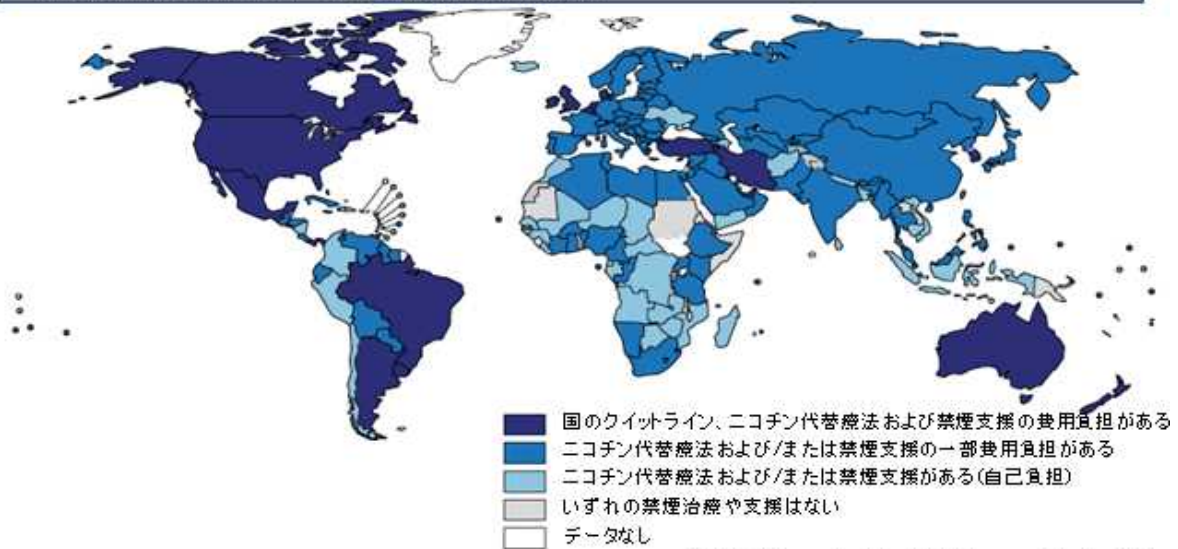 国のクイットライン、ニコチン代替療法および禁煙支援の費用負担がある
ニコチン代替療法および/または禁煙支援の一部費用負担がある
ニコチン代替療法および/または禁煙支援がある(自己負担)
いずれの禁煙治療や支援はない
データなし